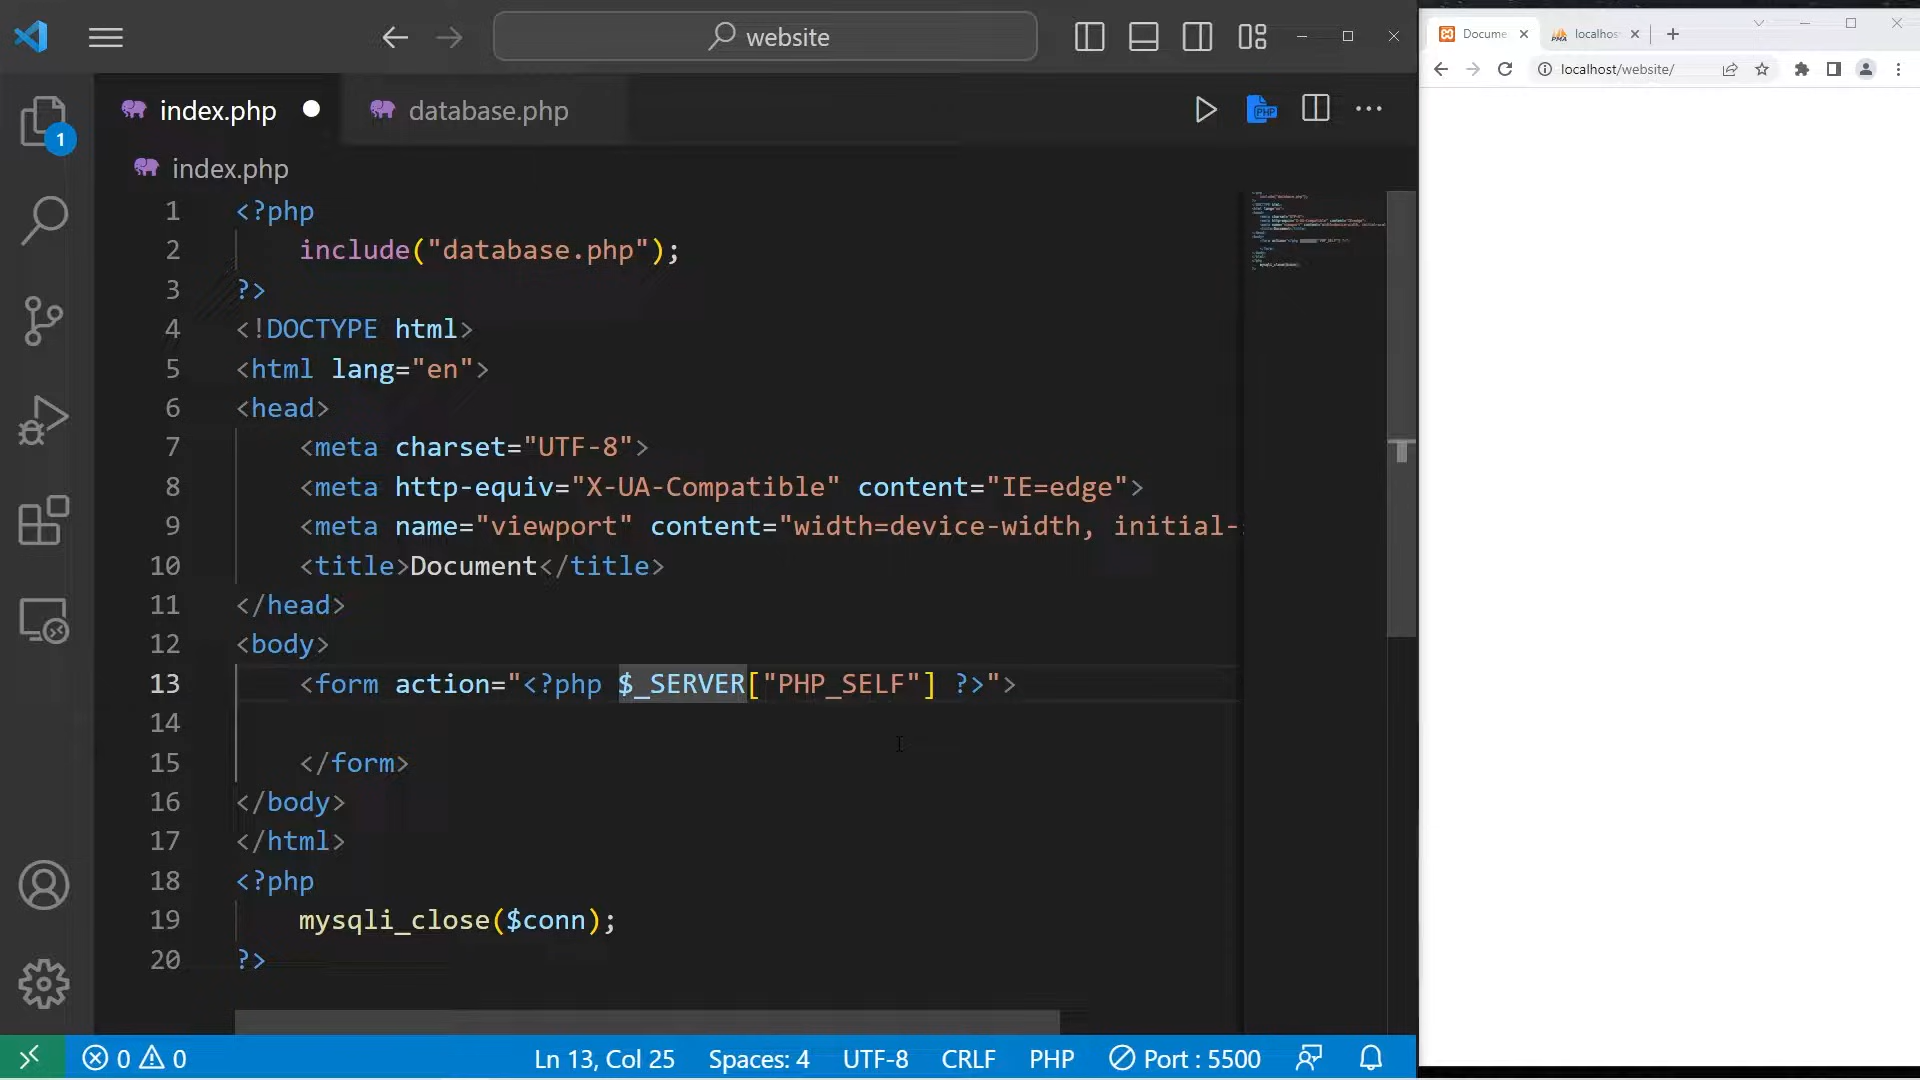 website
index.php
database.php
index.php
1 <?php
2 include("database.php");
3 ?>
4 <!DOCTYPE html>
5 <html lang="en">
6 <head>
7 <meta charset="UTF-8">
8 <meta http-equiv="X-UA-Compatible" content="IE=edge">
9 <meta name="viewport" content="width=device-width, initial-
10 <title>Document</title>
11 </head>
12 <body>
13 <form action="<?php $_SERVER["PHP_SELF"] ?>">
14
15 </form>
16 </body>
17 </html>
18 <?php
19 mysqli_close($conn);
20 ?>
1
PHP
0 0
Ln 13, Col 25
Spaces: 4
UTF-8
CRLF
PHP
Port : 5500
Docume
PMA
localhos
localhost/website/